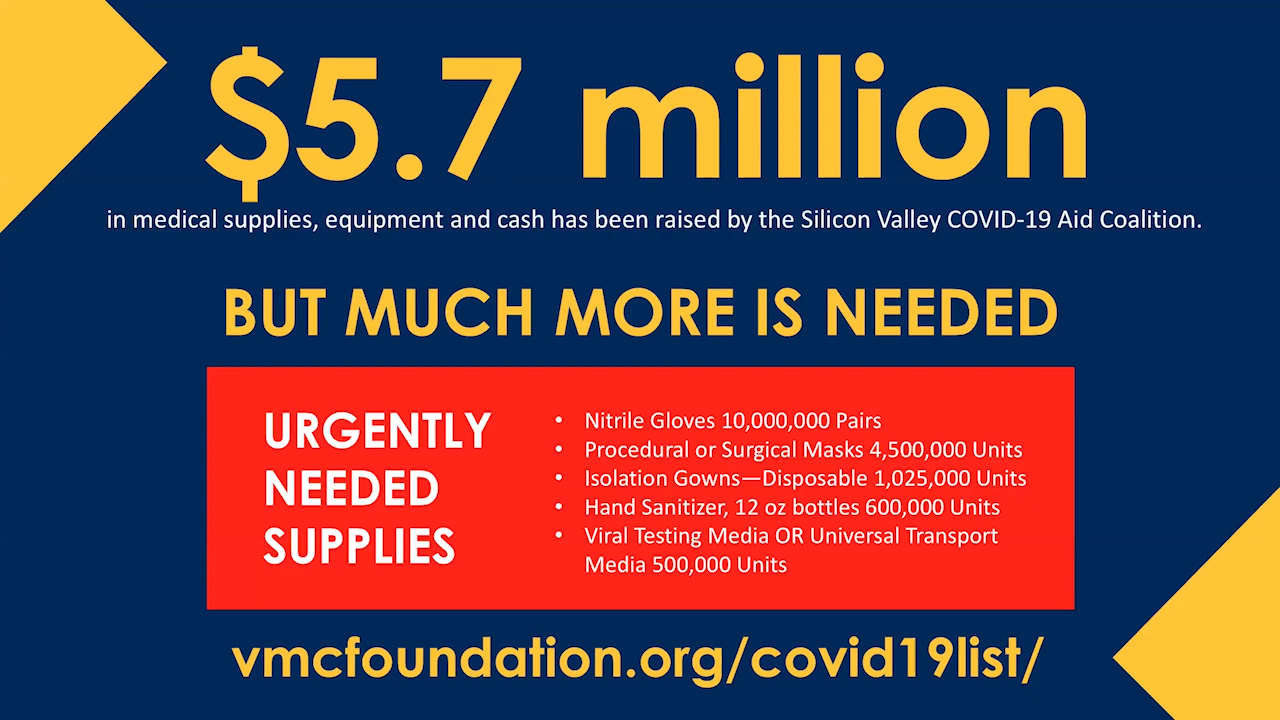 $5.7 million
in medical supplies, equipment and cash has been raised by the Silicon Valley COVID-19 Aid Coalition.
BUT MUCH MORE IS NEEDED
URGENTLY
NEEDED
SUPPLIES
• Nitrile Gloves 10,000,000 Pairs
• Procedural or Surgical Masks 4,500,000 Units
• Isolation Gowns—Disposable 1,025,000 Units
• Hand Sanitizer, 12 oz bottles 600,000 Units
• Viral Testing Media OR Universal Transport
Media 500,000 Units
vmcfoundation.org/covid19list/